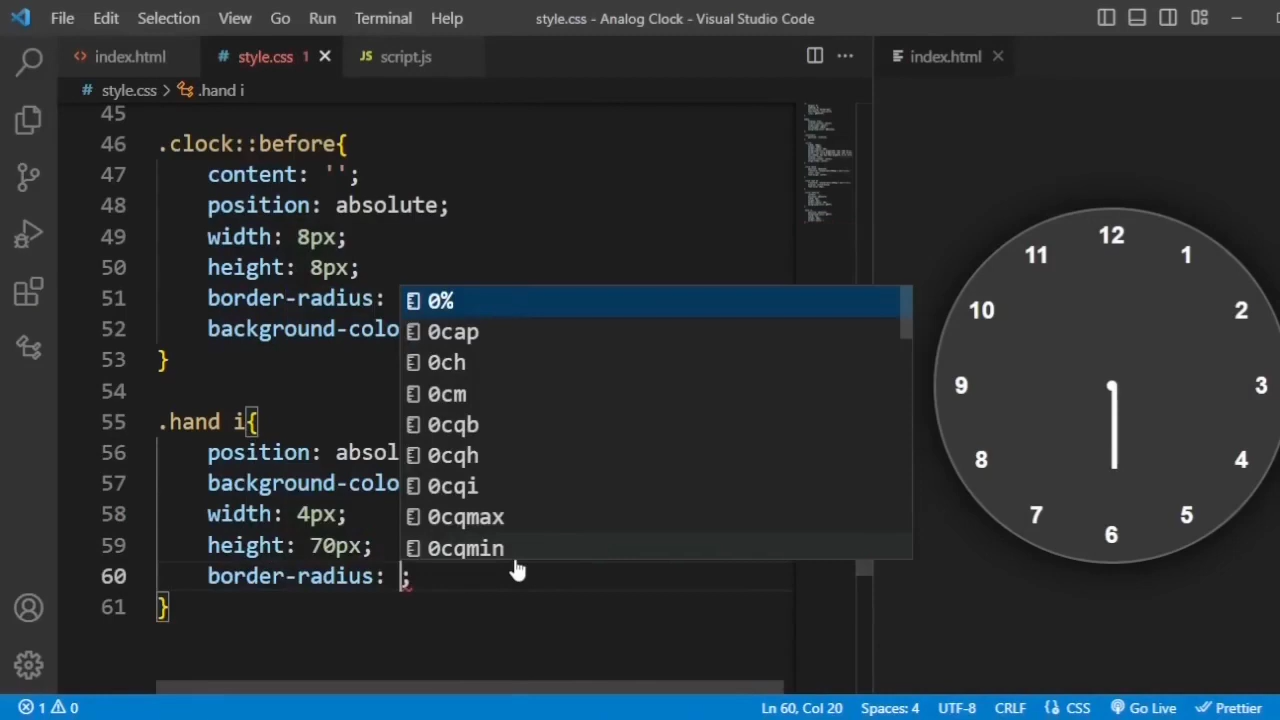 File Edit Selection View Go Run Terminal Help style.css - Analog Clock - Visual Studio Code
<> index.html # style.css 1 × JS script.js ··· index.html ×
# style.css > .hand i
45
46 .clock::before{
47 content: '';
48 position: absolute;
49 width: 8px;
50 height: 8px;
51 border-radius:
52 background-colo
53 }
54
55 .hand i{
56 position: absol
57 background-colo
58 width: 4px;
59 height: 70px;
60 border-radius: ;
61 }
0%
0cap
0ch
0cm
0cqb
0cqh
0cqi
0cqmax
0cqmin
12
11 1
10 2
9 3
8 4
7 5
6
1 0 Ln 60, Col 20 Spaces: 4 UTF-8 CRLF {} CSS Go Live Prettier